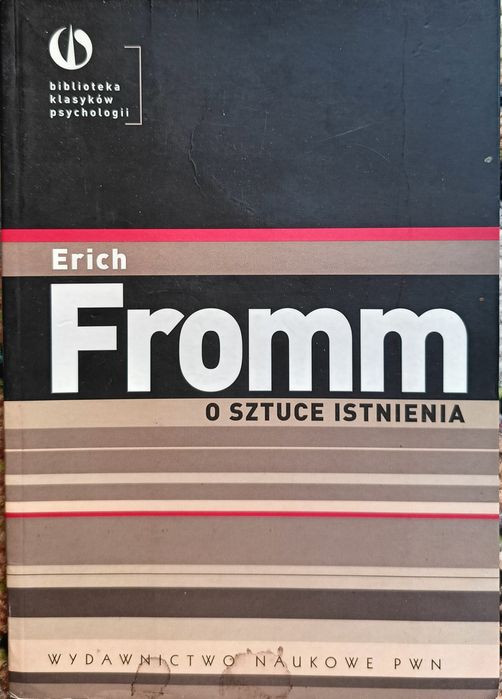 biblioteka
klasyków
psychologii
Erich
Fromm
O SZTUCE ISTNIENIA
WYDAWNICTWO NAUKOWE PWN